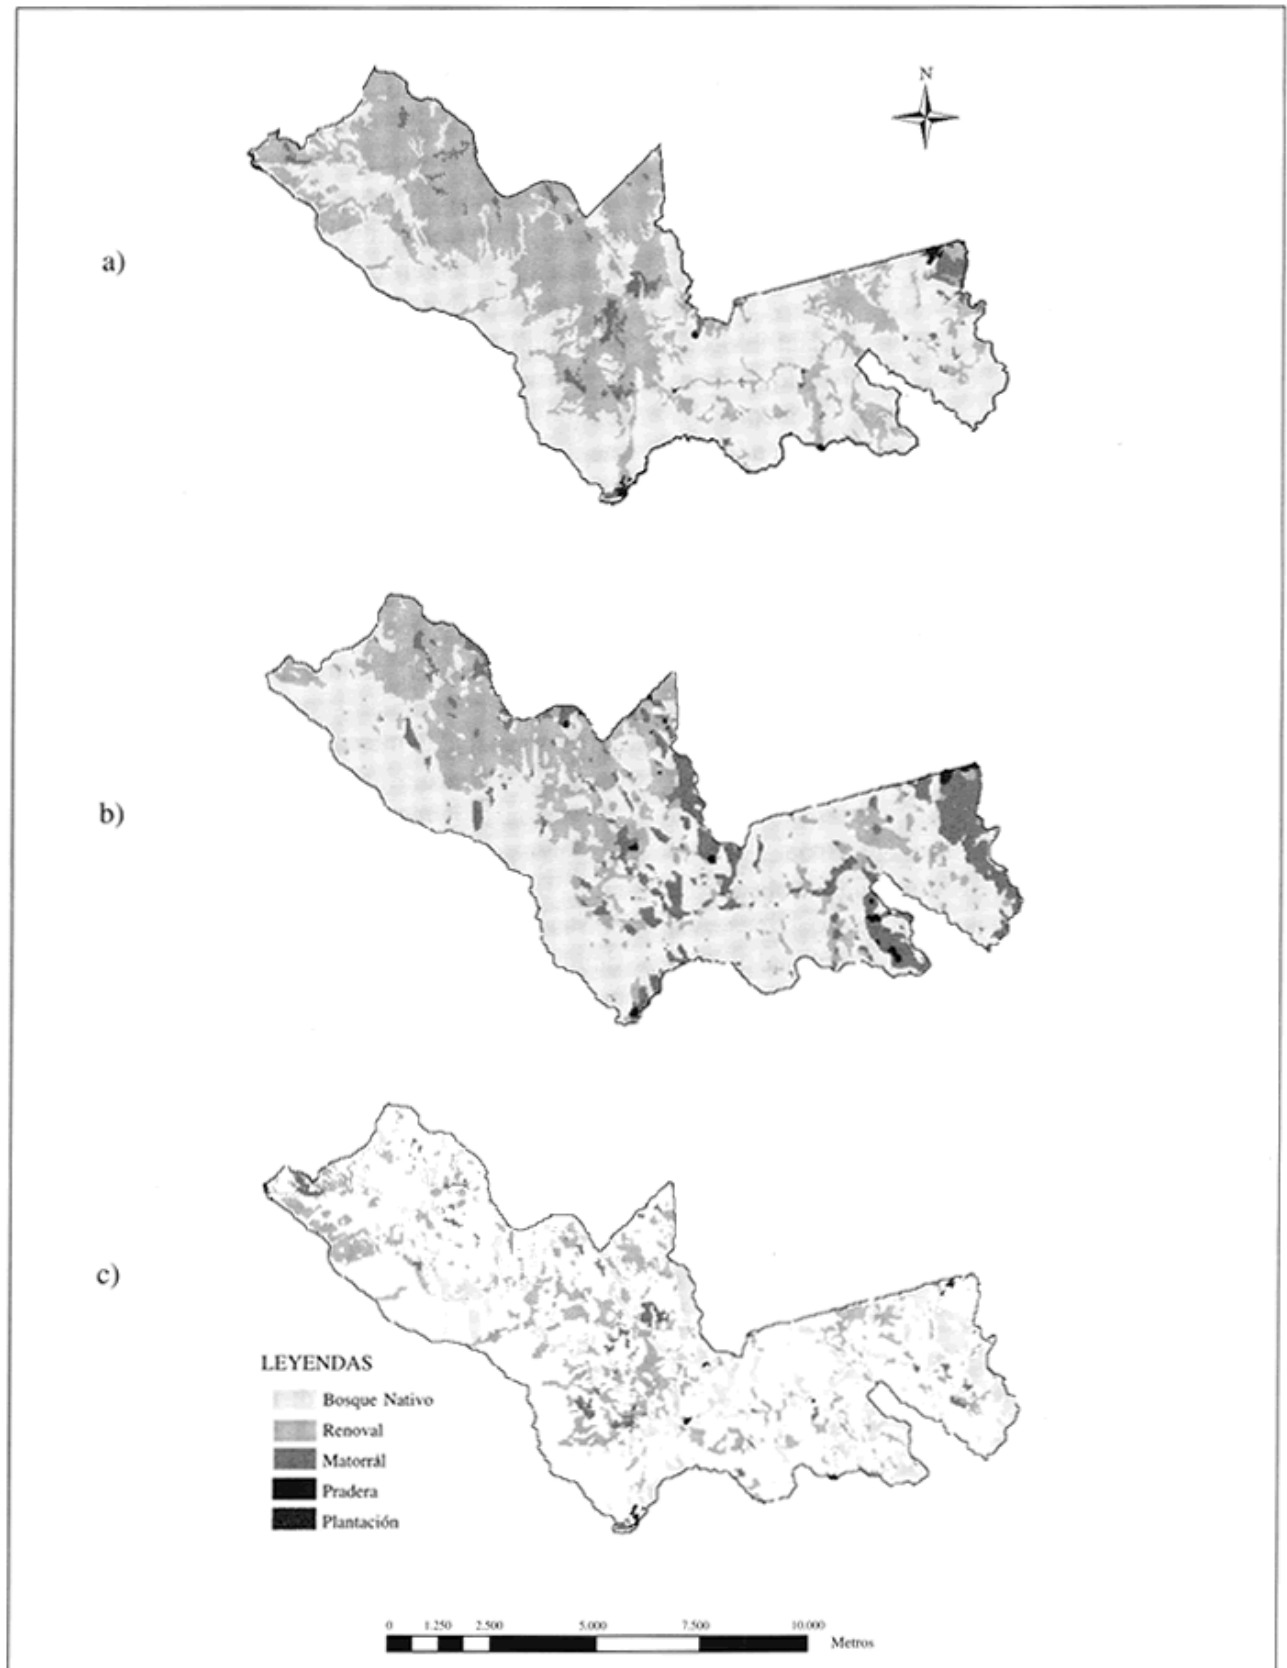 N
a)
b)
c)
LEYENDAS
Bosque Nativo
Renoval
Matorrál
Pradera
Plantación
0 1.250 2.500 5.000 7.500 10.000
Metros